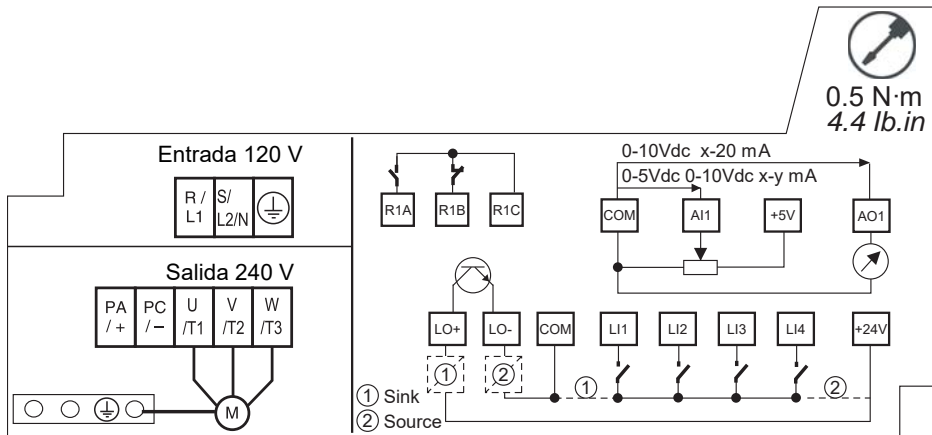 0.5 N·m
4.4 lb.in
Entrada 120 V
R / L1
S/ L2/N
Salida 240 V
PA / +
PC / −
U /T1
V /T2
W /T3
M
R1A R1B R1C
0-10Vdc x-20 mA
0-5Vdc 0-10Vdc x-y mA
COM AI1 +5V AO1
LO+ LO- COM LI1 LI2 LI3 LI4 +24V
① ② ① ②
① Sink
② Source